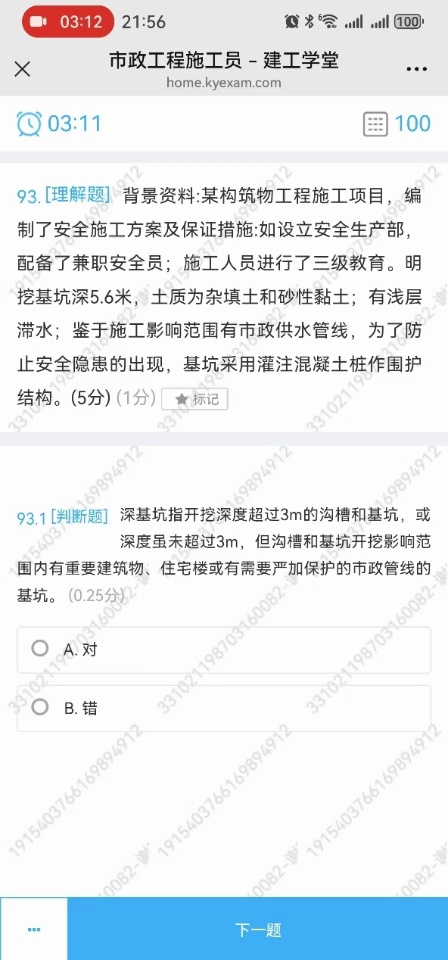 03:12 21:56 100
市政工程施工员 – 建工学堂
home.kyexam.com
03:11 100
93. [理解题] 背景资料:某构筑物工程施工项目，编
制了安全施工方案及保证措施:如设立安全生产部，
配备了兼职安全员；施工人员进行了三级教育。明
挖基坑深5.6米，土质为杂填土和砂性黏土；有浅层
滞水；鉴于施工影响范围有市政供水管线，为了防
止安全隐患的出现，基坑采用灌注混凝土桩作围护
结构。(5分) (1分) 标记
93.1 [判断题] 深基坑指开挖深度超过3m的沟槽和基坑，或
深度虽未超过3m，但沟槽和基坑开挖影响范
围内有重要建筑物、住宅楼或有需要严加保护的市政管线的
基坑。 (0.25分)
A. 对
B. 错
下一题